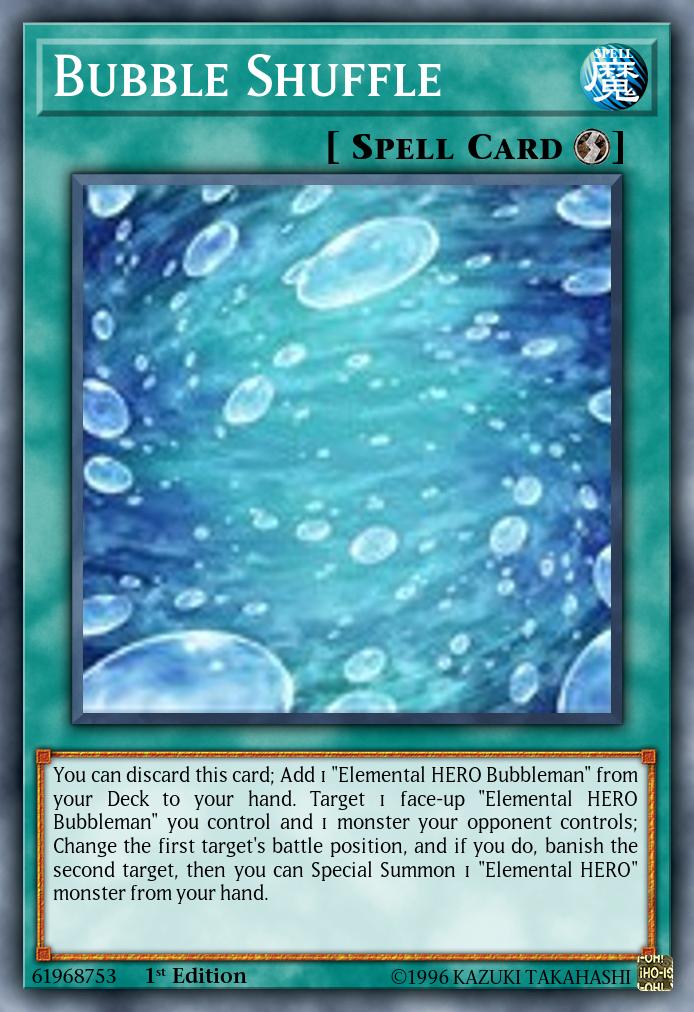 BUBBLE SHUFFLE
SPELL
魔
[ SPELL CARD ]
You can discard this card; Add 1 "Elemental HERO Bubbleman" from
your Deck to your hand. Target 1 face-up "Elemental HERO
Bubbleman" you control and 1 monster your opponent controls;
Change the first target's battle position, and if you do, banish the
second target, then you can Special Summon 1 "Elemental HERO"
monster from your hand.
61968753 1st Edition ©1996 KAZUKI TAKAHASHI